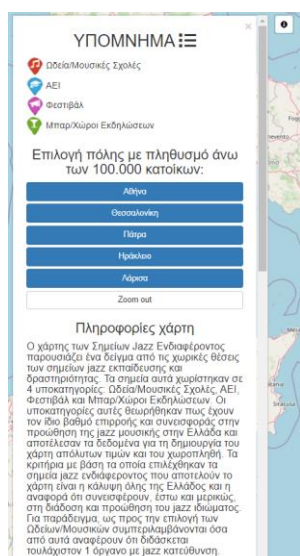 ΥΠΟΜΝΗΜΑ
Ωδεία/Μουσικές Σχολές
ΑΕΙ
Φεστιβάλ
Μπαρ/Χώροι Εκδηλώσεων
Επιλογή πόλης με πληθυσμό άνω
των 100.000 κατοίκων:
Αθήνα
Θεσσαλονίκη
Πάτρα
Ηράκλειο
Λάρισα
Zoom out
Πληροφορίες χάρτη
Ο χάρτης των Σημείων Jazz Ενδιαφέροντος
παρουσιάζει ένα δείγμα από τις χωρικές θέσεις
των σημείων jazz εκπαίδευσης και
δραστηριότητας. Τα σημεία αυτά χωρίστηκαν σε
4 υποκατηγορίες: Ωδεία/Μουσικές Σχολές, ΑΕΙ,
Φεστιβάλ και Μπαρ/Χώροι Εκδηλώσεων. Οι
υποκατηγορίες αυτές θεωρήθηκαν πως έχουν
τον ίδιο βαθμό επιρροής και συνεισφοράς στην
προώθηση της jazz μουσικής στην Ελλάδα και
αποτέλεσαν τα δεδομένα για τη δημιουργία του
χάρτη απόλυτων τιμών και του χωροπληθή. Τα
κριτήρια με βάση τα οποία επιλέχθηκαν τα
σημεία jazz ενδιαφέροντος που αποτελούν το
χάρτη είναι η κάλυψη όλης της Ελλάδος και η
αναφορά ότι συνεισφέρουν, έστω και μερικώς,
στη διάδοση και προώθηση του jazz ιδιώματος.
Για παράδειγμα, ως προς την επιλογή των
Ωδείων/Μουσικών συμπεριλαμβάνονται όσα
από αυτά αναφέρουν ότι διδάσκεται
τουλάχιστον 1 όργανο με jazz κατεύθυνση.